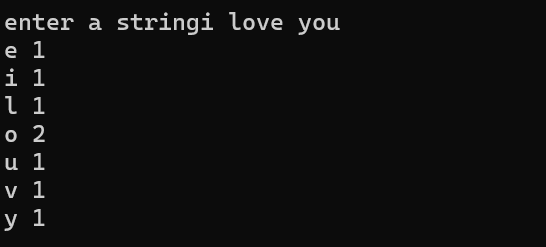 enter a stringi love you
e 1
i 1
l 1
o 2
u 1
v 1
y 1